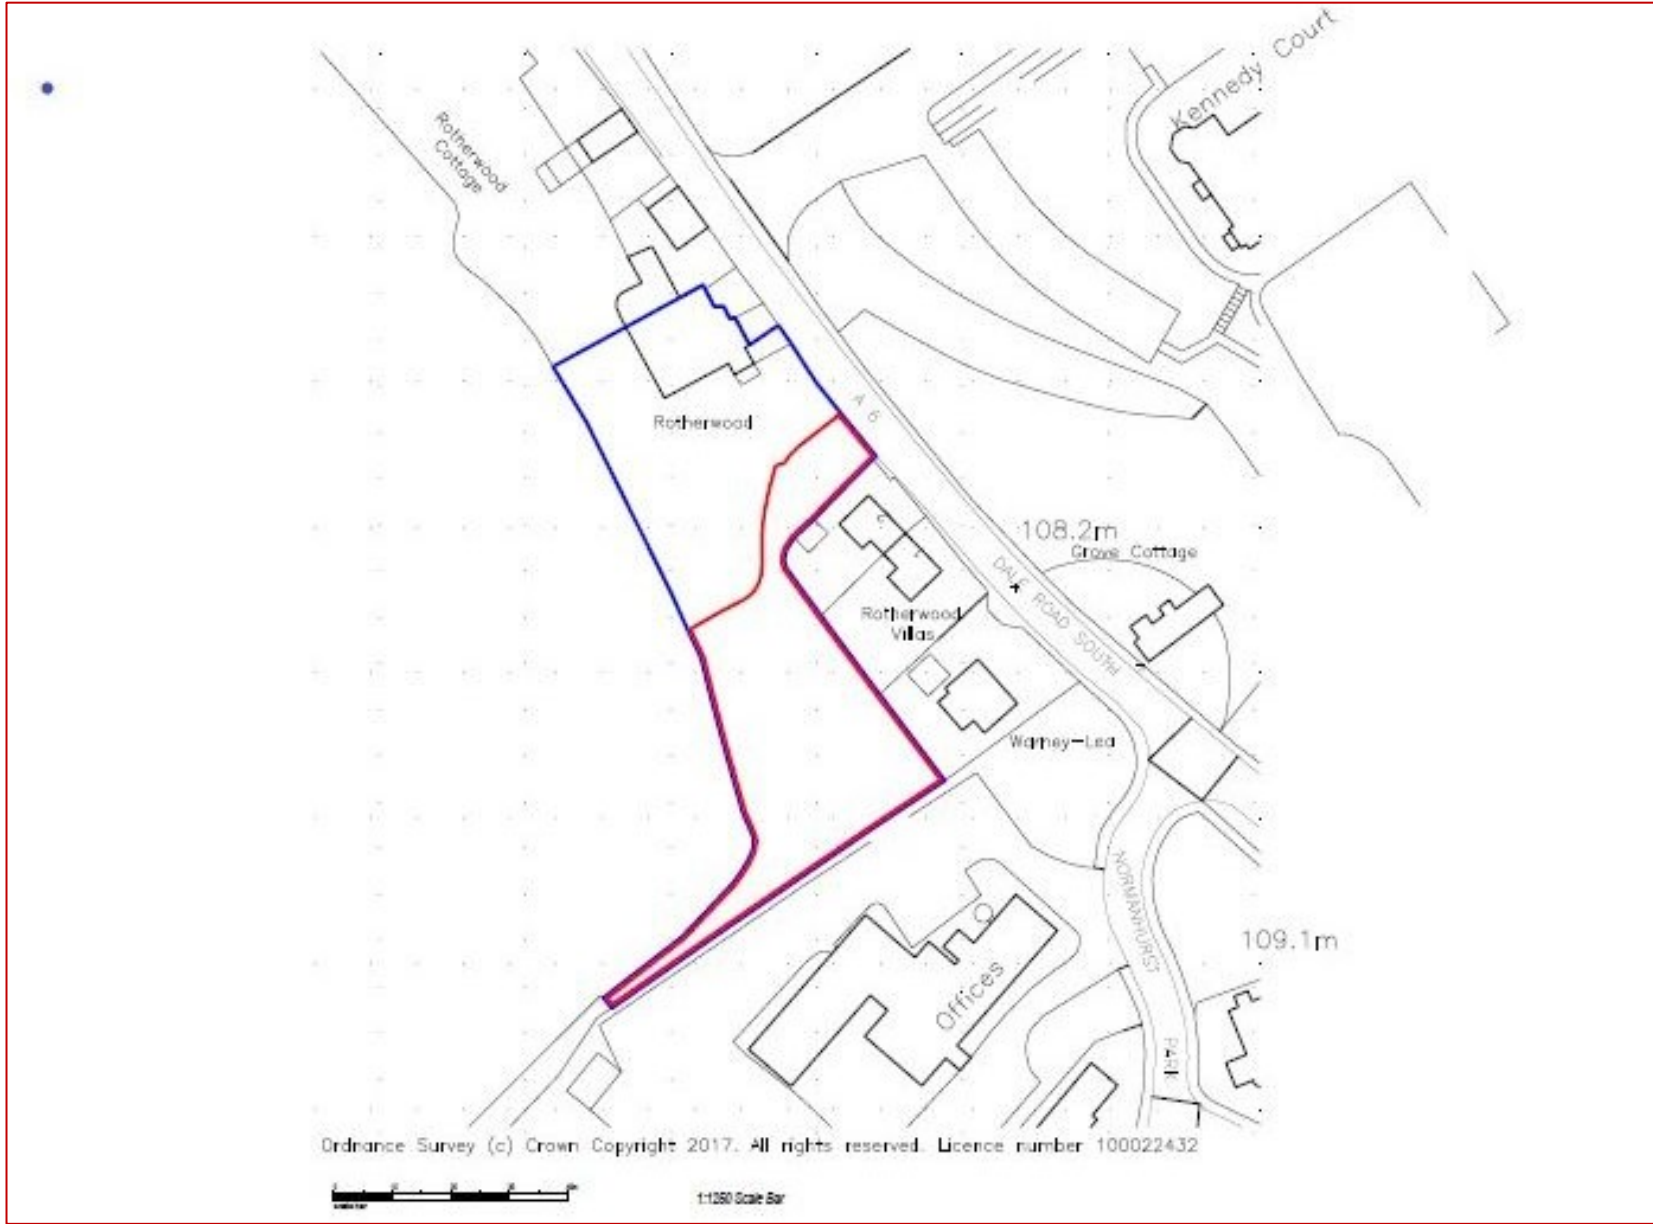 Kennedy Court
Rotherwood
Cottage
Rotherwood
A 6
108.2m
Grove Cottage
DALE ROAD SOUTH
Rotherwood
Villas
Warney-Lea
NORMANHURST
PARK
109.1m
Offices
Ordnance Survey (c) Crown Copyright 2017. All rights reserved. Licence number 100022432
1:1250 Scale Bar